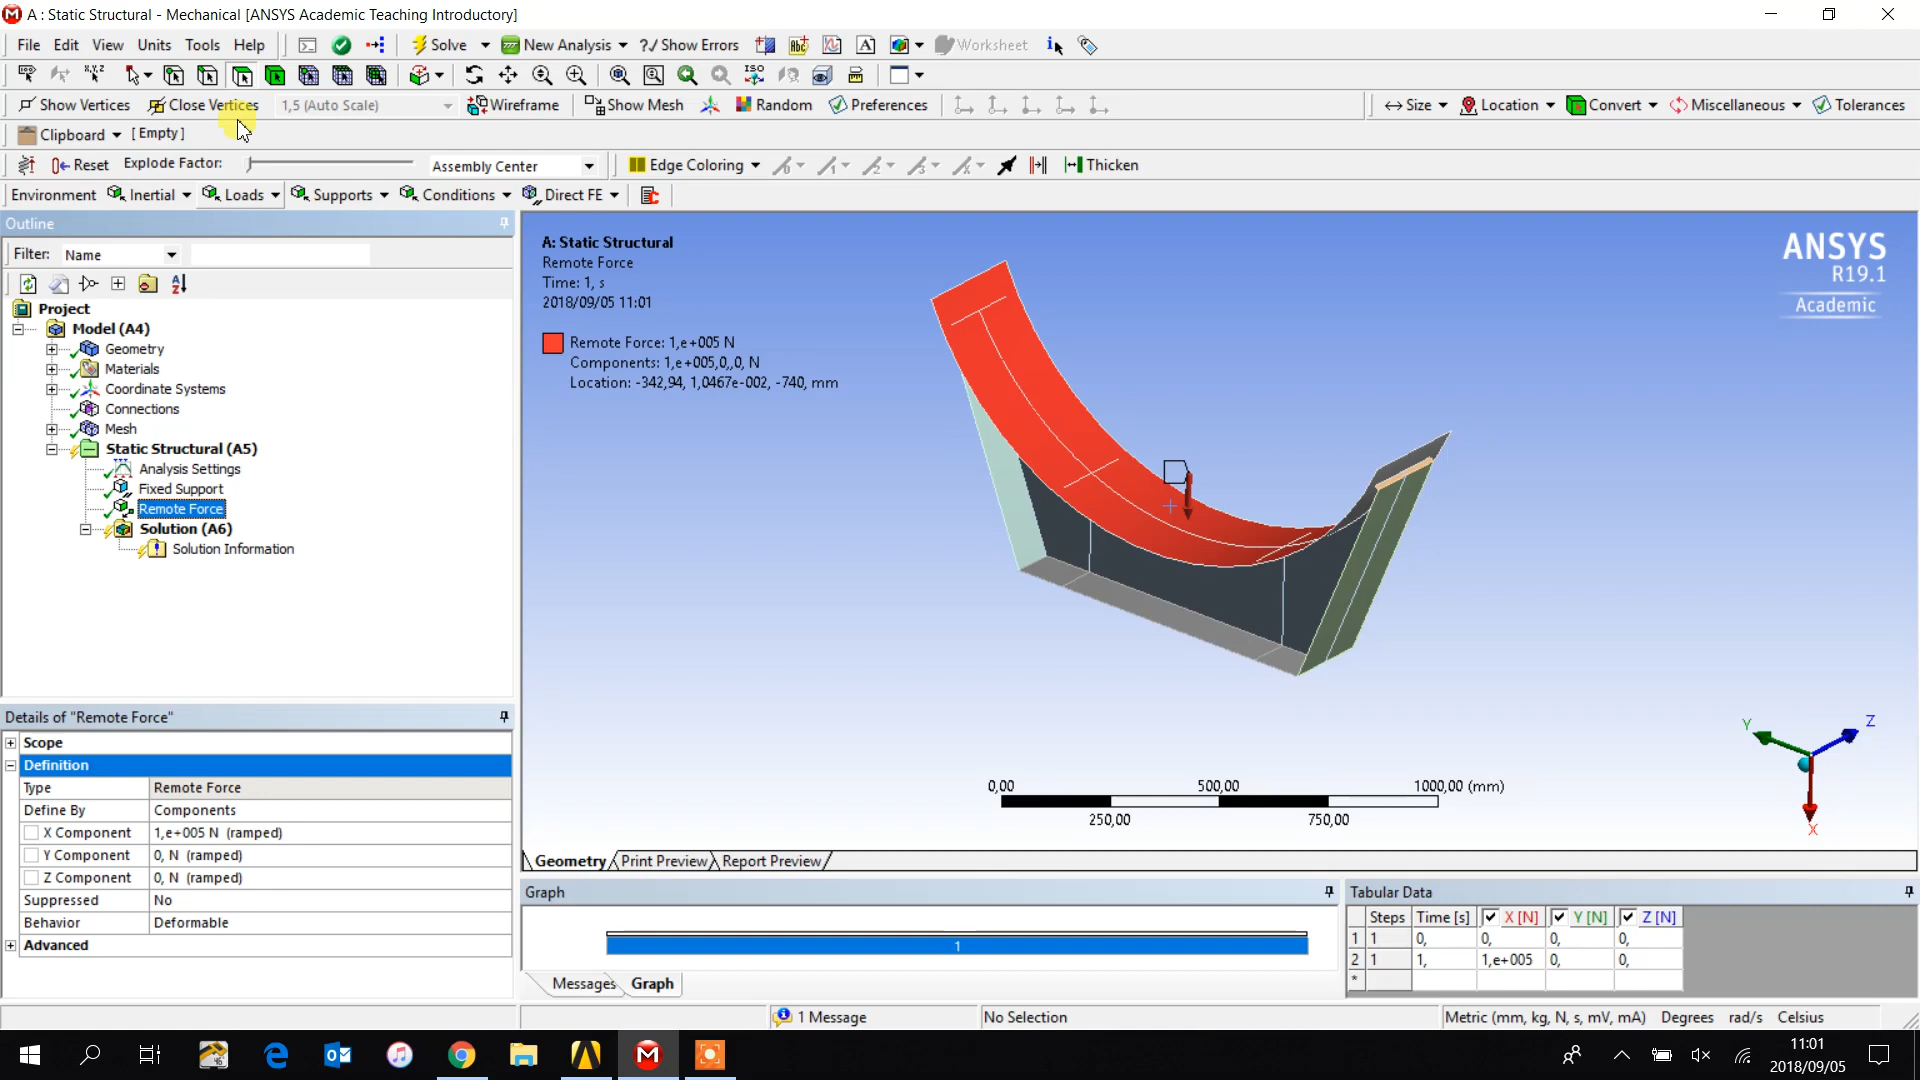 A : Static Structural - Mechanical [ANSYS Academic Teaching Introductory]
File Edit View Units Tools Help Solve New Analysis ?/ Show Errors Worksheet
Show Vertices Close Vertices 1,5 (Auto Scale) Wireframe Show Mesh Random Preferences Size Location Convert Miscellaneous Tolerances
Clipboard [ Empty ]
Reset Explode Factor: Assembly Center Edge Coloring Thicken
Environment Inertial Loads Supports Conditions Direct FE
Outline
Filter: Name
Project
Model (A4)
Geometry
Materials
Coordinate Systems
Connections
Mesh
Static Structural (A5)
Analysis Settings
Fixed Support
Remote Force
Solution (A6)
Solution Information
Details of "Remote Force"
Scope
Definition
Type Remote Force
Define By Components
X Component 1,e+005 N (ramped)
Y Component 0, N (ramped)
Z Component 0, N (ramped)
Suppressed No
Behavior Deformable
Advanced
A: Static Structural
Remote Force
Time: 1, s
2018/09/05 11:01
Remote Force: 1,e+005 N
Components: 1,e+005,0,,0, N
Location: -342,94, 1,0467e-002, -740, mm
ANSYS
R19.1
Academic
Y
Z
X
0,00 500,00 1000,00 (mm)
250,00 750,00
Geometry Print Preview Report Preview
Graph
1
Messages Graph
Tabular Data
Steps Time [s] X [N] Y [N] Z [N]
1 1 0, 0, 0, 0,
2 1 1, 1,e+005 0, 0,
*
1 Message No Selection Metric (mm, kg, N, s, mV, mA) Degrees rad/s Celsius
11:01
2018/09/05